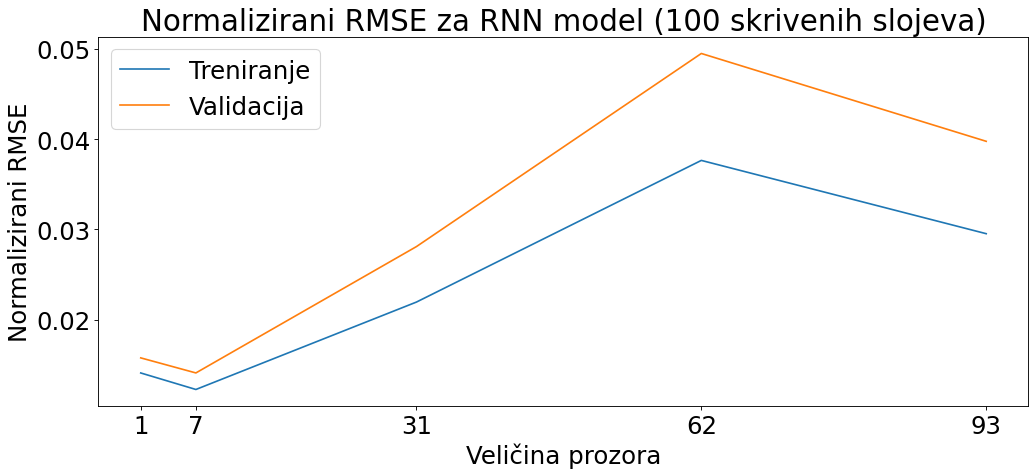 Normalizirani RMSE za RNN model (100 skrivenih slojeva)
0.05
0.04
0.03
0.02
Normalizirani RMSE
Treniranje
Validacija
1 7 31 62 93
Veličina prozora